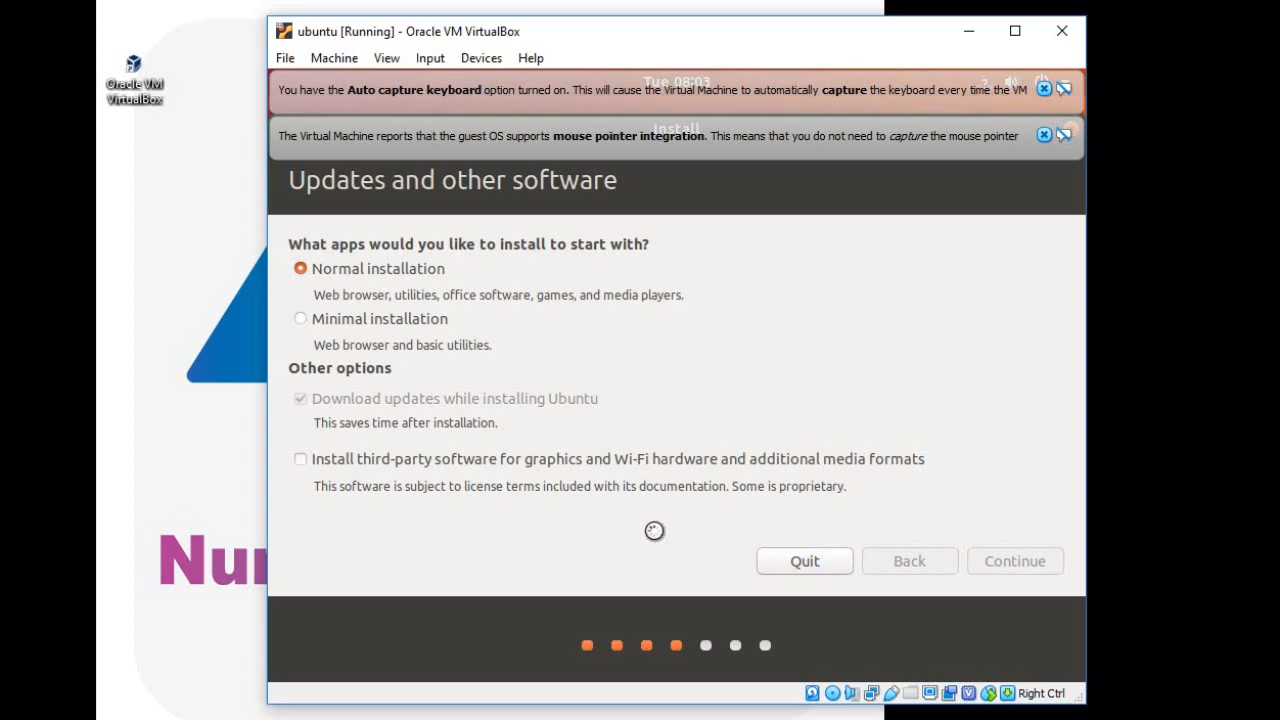 Oracle VM
VirtualBox
ubuntu [Running] - Oracle VM VirtualBox
File Machine View Input Devices Help
Tue 08:03
You have the Auto capture keyboard option turned on. This will cause the Virtual Machine to automatically capture the keyboard every time the VM
Install
The Virtual Machine reports that the guest OS supports mouse pointer integration. This means that you do not need to capture the mouse pointer
Updates and other software
What apps would you like to install to start with?
Normal installation
Web browser, utilities, office software, games, and media players.
Minimal installation
Web browser and basic utilities.
Other options
Download updates while installing Ubuntu
This saves time after installation.
Install third-party software for graphics and Wi-Fi hardware and additional media formats
This software is subject to license terms included with its documentation. Some is proprietary.
Quit Back Continue
Right Ctrl